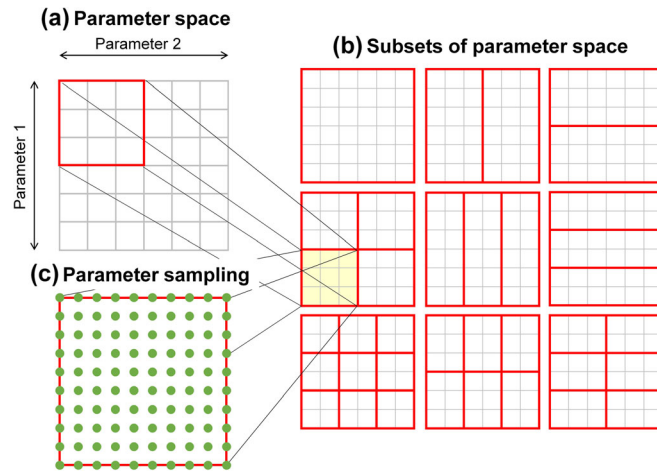 (a) Parameter space
Parameter 2
Parameter 1
(b) Subsets of parameter space
(c) Parameter sampling